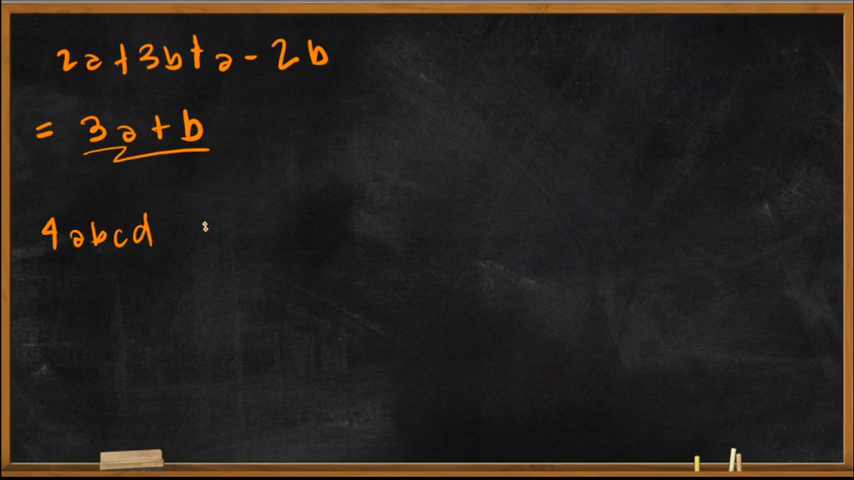 2a+3b+a-2b
= 3a+b
4abcd